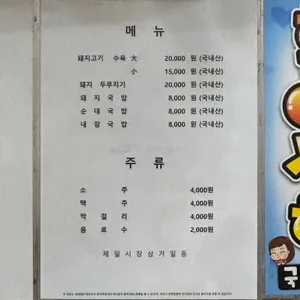 메 뉴
돼지고기 수육 大 20,000 원 (국내산)
小 15,000 원 (국내산)
돼지 두루치기 20,000 원 (국내산)
돼 지 국 밥 8,000 원 (국내산)
순 대 국 밥 8,000 원 (국내산)
내 장 국 밥 8,000 원 (국내산)
주 류
소 주 4,000원
맥 주 4,000원
막 걸 리 4,000원
음 료 수 2,000원
제 일 시 장 상 가 일 동
국